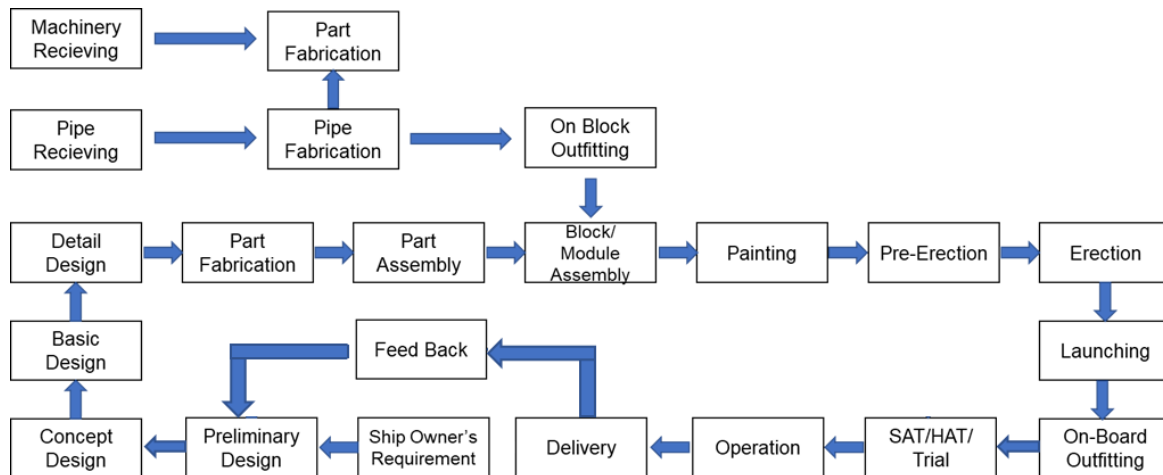 Machinery
Recieving
Part
Fabrication
Pipe
Recieving
Pipe
Fabrication
On Block
Outfitting
Detail
Design
Part
Fabrication
Part
Assembly
Block/
Module
Assembly
Painting
Pre-Erection
Erection
Basic
Design
Feed Back
Launching
Concept
Design
Preliminary
Design
Ship Owner's
Requirement
Delivery
Operation
SAT/HAT/
Trial
On-Board
Outfitting